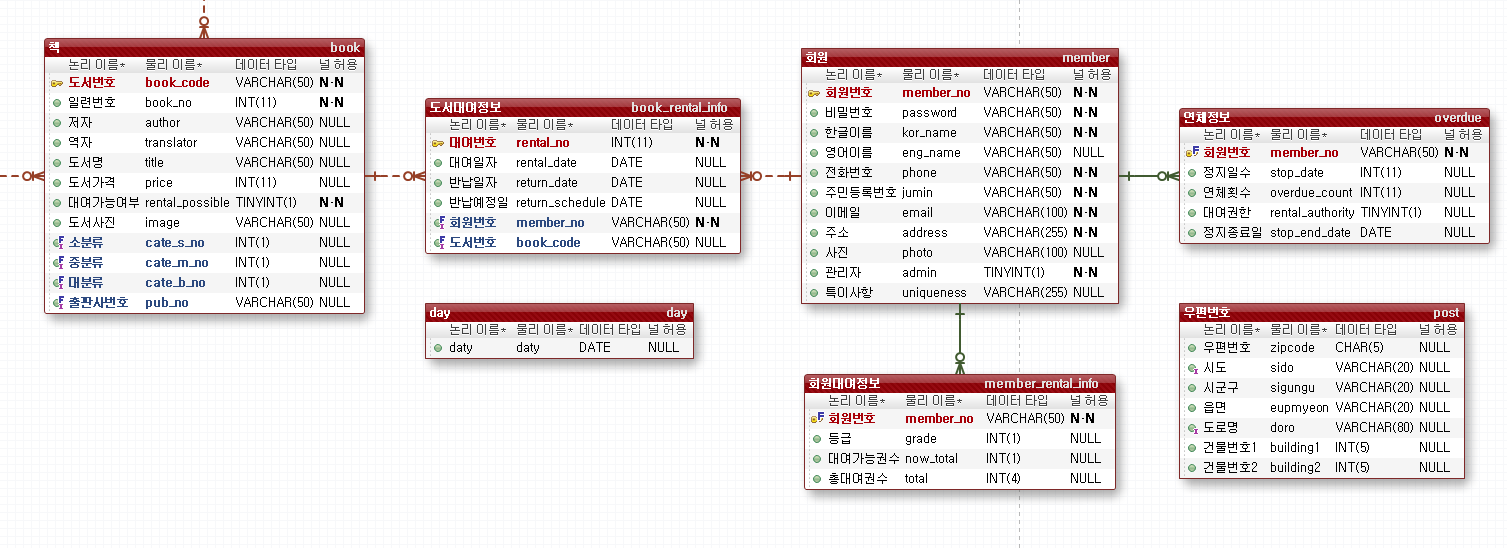 책 book
논리 이름* 물리 이름* 데이터 타입 널 허용
도서번호 book_code VARCHAR(50) N·N
일련번호 book_no INT(11) N·N
저자 author VARCHAR(50) NULL
역자 translator VARCHAR(50) NULL
도서명 title VARCHAR(50) NULL
도서가격 price INT(11) NULL
대여가능여부 rental_possible TINYINT(1) N·N
도서사진 image VARCHAR(50) NULL
소분류 cate_s_no INT(1) NULL
중분류 cate_m_no INT(1) NULL
대분류 cate_b_no INT(1) NULL
출판사번호 pub_no VARCHAR(50) NULL
도서대여정보 book_rental_info
논리 이름* 물리 이름* 데이터 타입 널 허용
대여번호 rental_no INT(11) N·N
대여일자 rental_date DATE NULL
반납일자 return_date DATE NULL
반납예정일 return_schedule DATE NULL
회원번호 member_no VARCHAR(50) N·N
도서번호 book_code VARCHAR(50) NULL
day day
논리 이름* 물리 이름* 데이터 타입 널 허용
daty daty DATE NULL
회원 member
논리 이름* 물리 이름* 데이터 타입 널 허용
회원번호 member_no VARCHAR(50) N·N
비밀번호 password VARCHAR(50) N·N
한글이름 kor_name VARCHAR(50) N·N
영어이름 eng_name VARCHAR(50) NULL
전화번호 phone VARCHAR(50) N·N
주민등록번호 jumin VARCHAR(50) N·N
이메일 email VARCHAR(100) N·N
주소 address VARCHAR(255) N·N
사진 photo VARCHAR(100) NULL
관리자 admin TINYINT(1) N·N
특이사항 uniqueness VARCHAR(255) NULL
회원대여정보 member_rental_info
논리 이름* 물리 이름* 데이터 타입 널 허용
회원번호 member_no VARCHAR(50) N·N
등급 grade INT(1) NULL
대여가능권수 now_total INT(1) NULL
총대여권수 total INT(4) NULL
연체정보 overdue
논리 이름* 물리 이름* 데이터 타입 널 허용
회원번호 member_no VARCHAR(50) N·N
정지일수 stop_date INT(11) NULL
연체횟수 overdue_count INT(11) NULL
대여권한 rental_authority TINYINT(1) NULL
정지종료일 stop_end_date DATE NULL
우편번호 post
논리 이름* 물리 이름* 데이터 타입 널 허용
우편번호 zipcode CHAR(5) NULL
시도 sido VARCHAR(20) NULL
시군구 sigungu VARCHAR(20) NULL
읍면 eupmyeon VARCHAR(20) NULL
도로명 doro VARCHAR(80) NULL
건물번호1 building1 INT(5) NULL
건물번호2 building2 INT(5) NULL